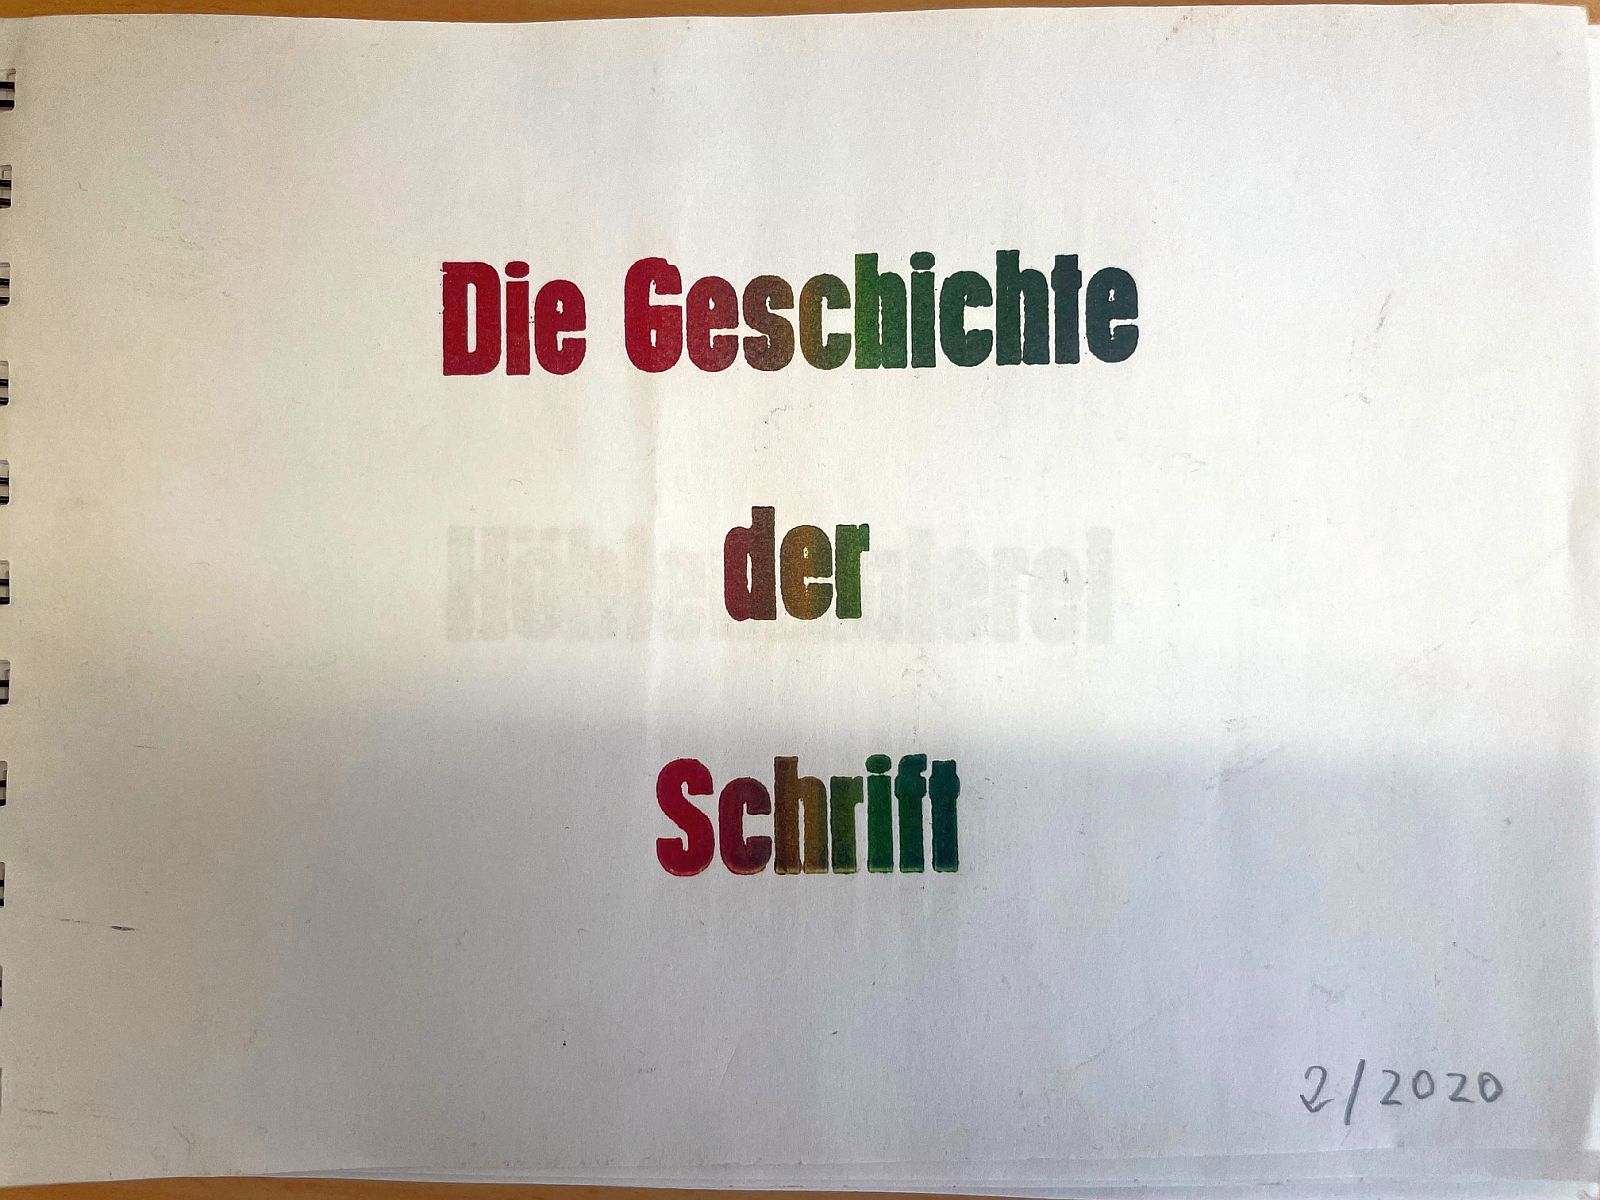 Die Geschichte
der
Schrift
2/2020